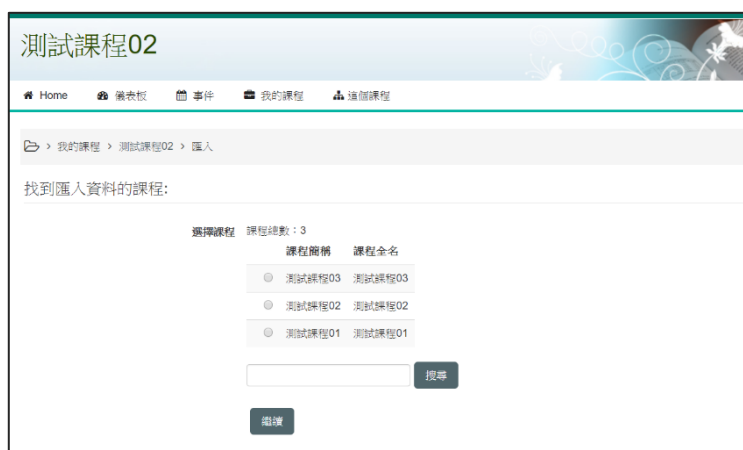 測試課程02
Home 儀表板 事件 我的課程 這個課程
> 我的課程 > 測試課程02 > 匯入
找到匯入資料的課程:
選擇課程 課程總數：3
課程簡稱 課程全名
測試課程03 測試課程03
測試課程02 測試課程02
測試課程01 測試課程01
搜尋
繼續